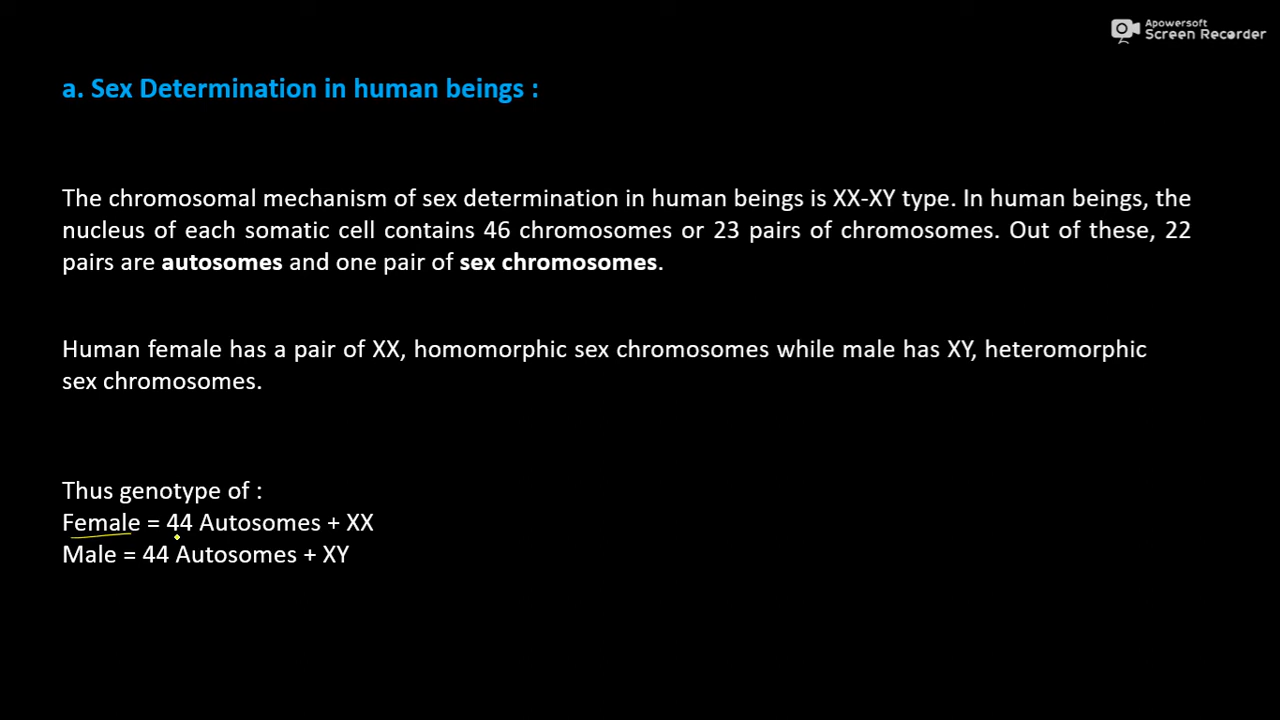 Apowersoft
Screen Recorder
a. Sex Determination in human beings :
The chromosomal mechanism of sex determination in human beings is XX-XY type. In human beings, the
nucleus of each somatic cell contains 46 chromosomes or 23 pairs of chromosomes. Out of these, 22
pairs are autosomes and one pair of sex chromosomes.
Human female has a pair of XX, homomorphic sex chromosomes while male has XY, heteromorphic
sex chromosomes.
Thus genotype of :
Female = 44 Autosomes + XX
Male = 44 Autosomes + XY